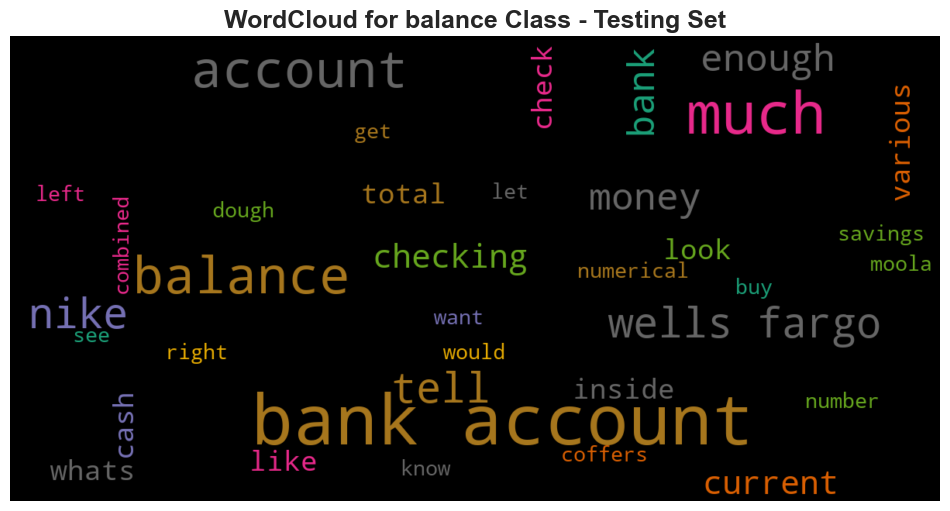 WordCloud for balance Class - Testing Set
account
check
bank
enough
much
various
get
left
combined
dough
total
let
money
savings
checking
look
moola
balance
numerical
buy
nike
see
want
wells fargo
right
would
tell
inside
cash
bank account
number
whats
like
know
coffers
current